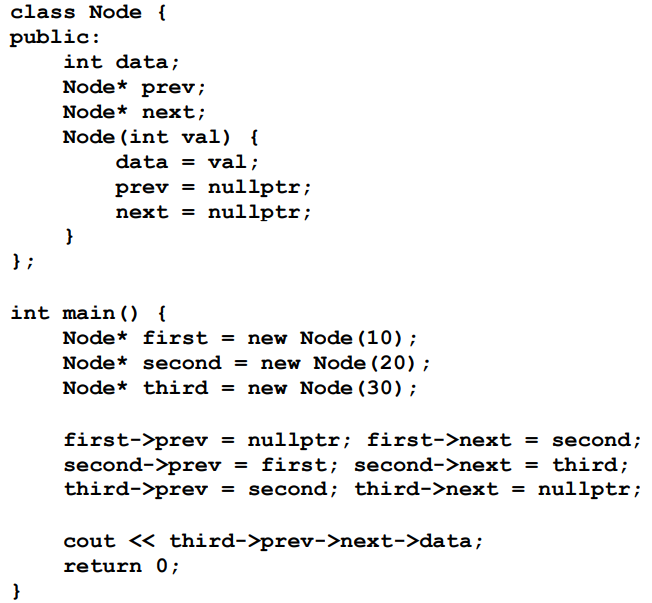 class Node {
public:
    int data;
    Node* prev;
    Node* next;
    Node(int val) {
        data = val;
        prev = nullptr;
        next = nullptr;
    }
};

int main() {
    Node* first = new Node(10);
    Node* second = new Node(20);
    Node* third = new Node(30);

    first->prev = nullptr; first->next = second;
    second->prev = first; second->next = third;
    third->prev = second; third->next = nullptr;

    cout << third->prev->next->data;
    return 0;
}